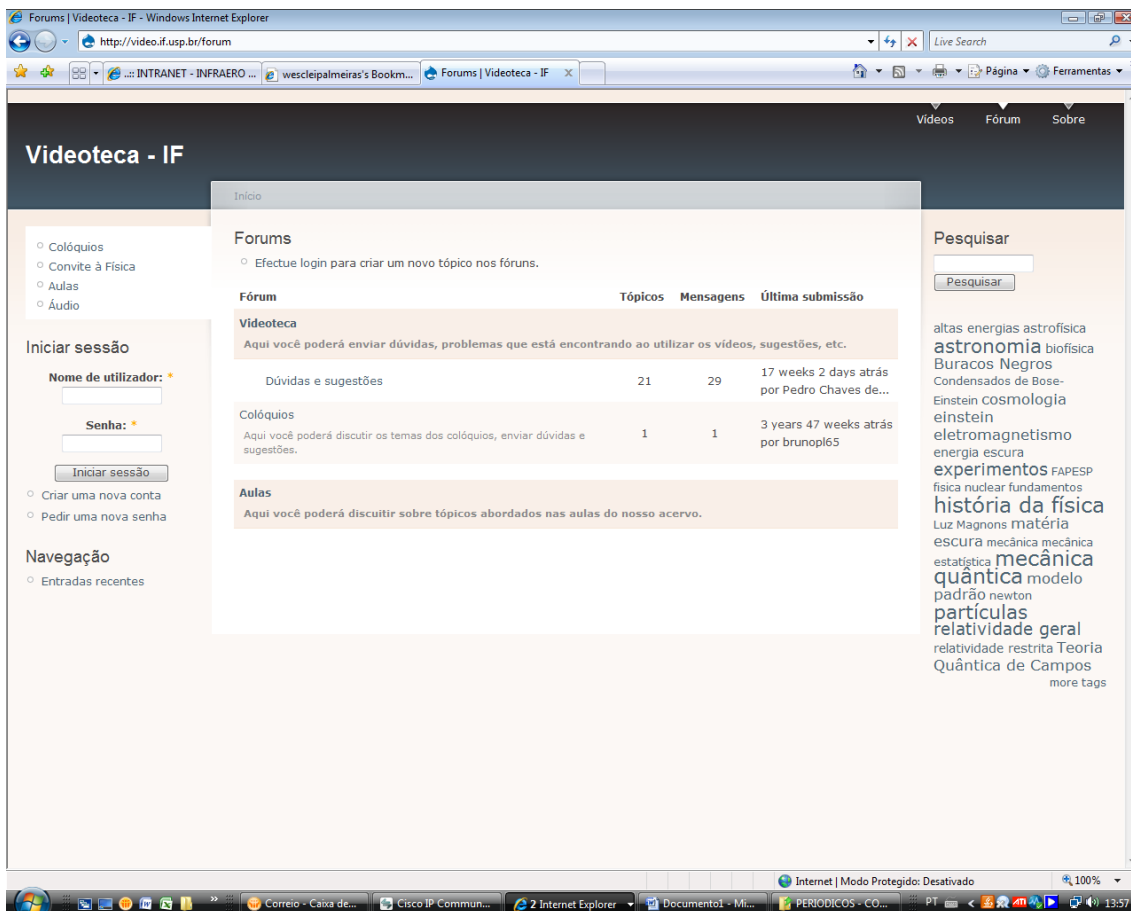 Forums | Videoteca - IF - Windows Internet Explorer
http://video.if.usp.br/forum
Live Search
..:: INTRANET - INFRAERO ...
wescleipalmeiras's Bookm...
Forums | Videoteca - IF
Página
Ferramentas
Vídeos
Fórum
Sobre
Videoteca - IF
Início
Colóquios
Convite à Física
Aulas
Áudio
Iniciar sessão
Nome de utilizador: *
Senha: *
Iniciar sessão
Criar uma nova conta
Pedir uma nova senha
Navegação
Entradas recentes
Forums
Efectue login para criar um novo tópico nos fóruns.
Fórum Tópicos Mensagens Última submissão
Videoteca
Aqui você poderá enviar dúvidas, problemas que está encontrando ao utilizar os vídeos, sugestões, etc.
Dúvidas e sugestões 21 29 17 weeks 2 days atrás
por Pedro Chaves de...
Colóquios
Aqui você poderá discutir os temas dos colóquios, enviar dúvidas e
sugestões.
1 1 3 years 47 weeks atrás
por brunopl65
Aulas
Aqui você poderá discuitir sobre tópicos abordados nas aulas do nosso acervo.
Pesquisar
Pesquisar
altas energias astrofísica
astronomia biofísica
Buracos Negros
Condensados de Bose-
Einstein cosmologia
einstein
eletromagnetismo
energia escura
experimentos FAPESP
fisica nuclear fundamentos
história da física
Luz Magnons matéria
escura mecânica mecânica
estatística mecânica
quântica modelo
padrão newton
partículas
relatividade geral
relatividade restrita Teoria
Quântica de Campos
more tags
Internet | Modo Protegido: Desativado
100%
Correio - Caixa de...
Cisco IP Commun...
2 Internet Explorer
Documento1 - Mi...
PERIODICOS - CO...
PT
13:57